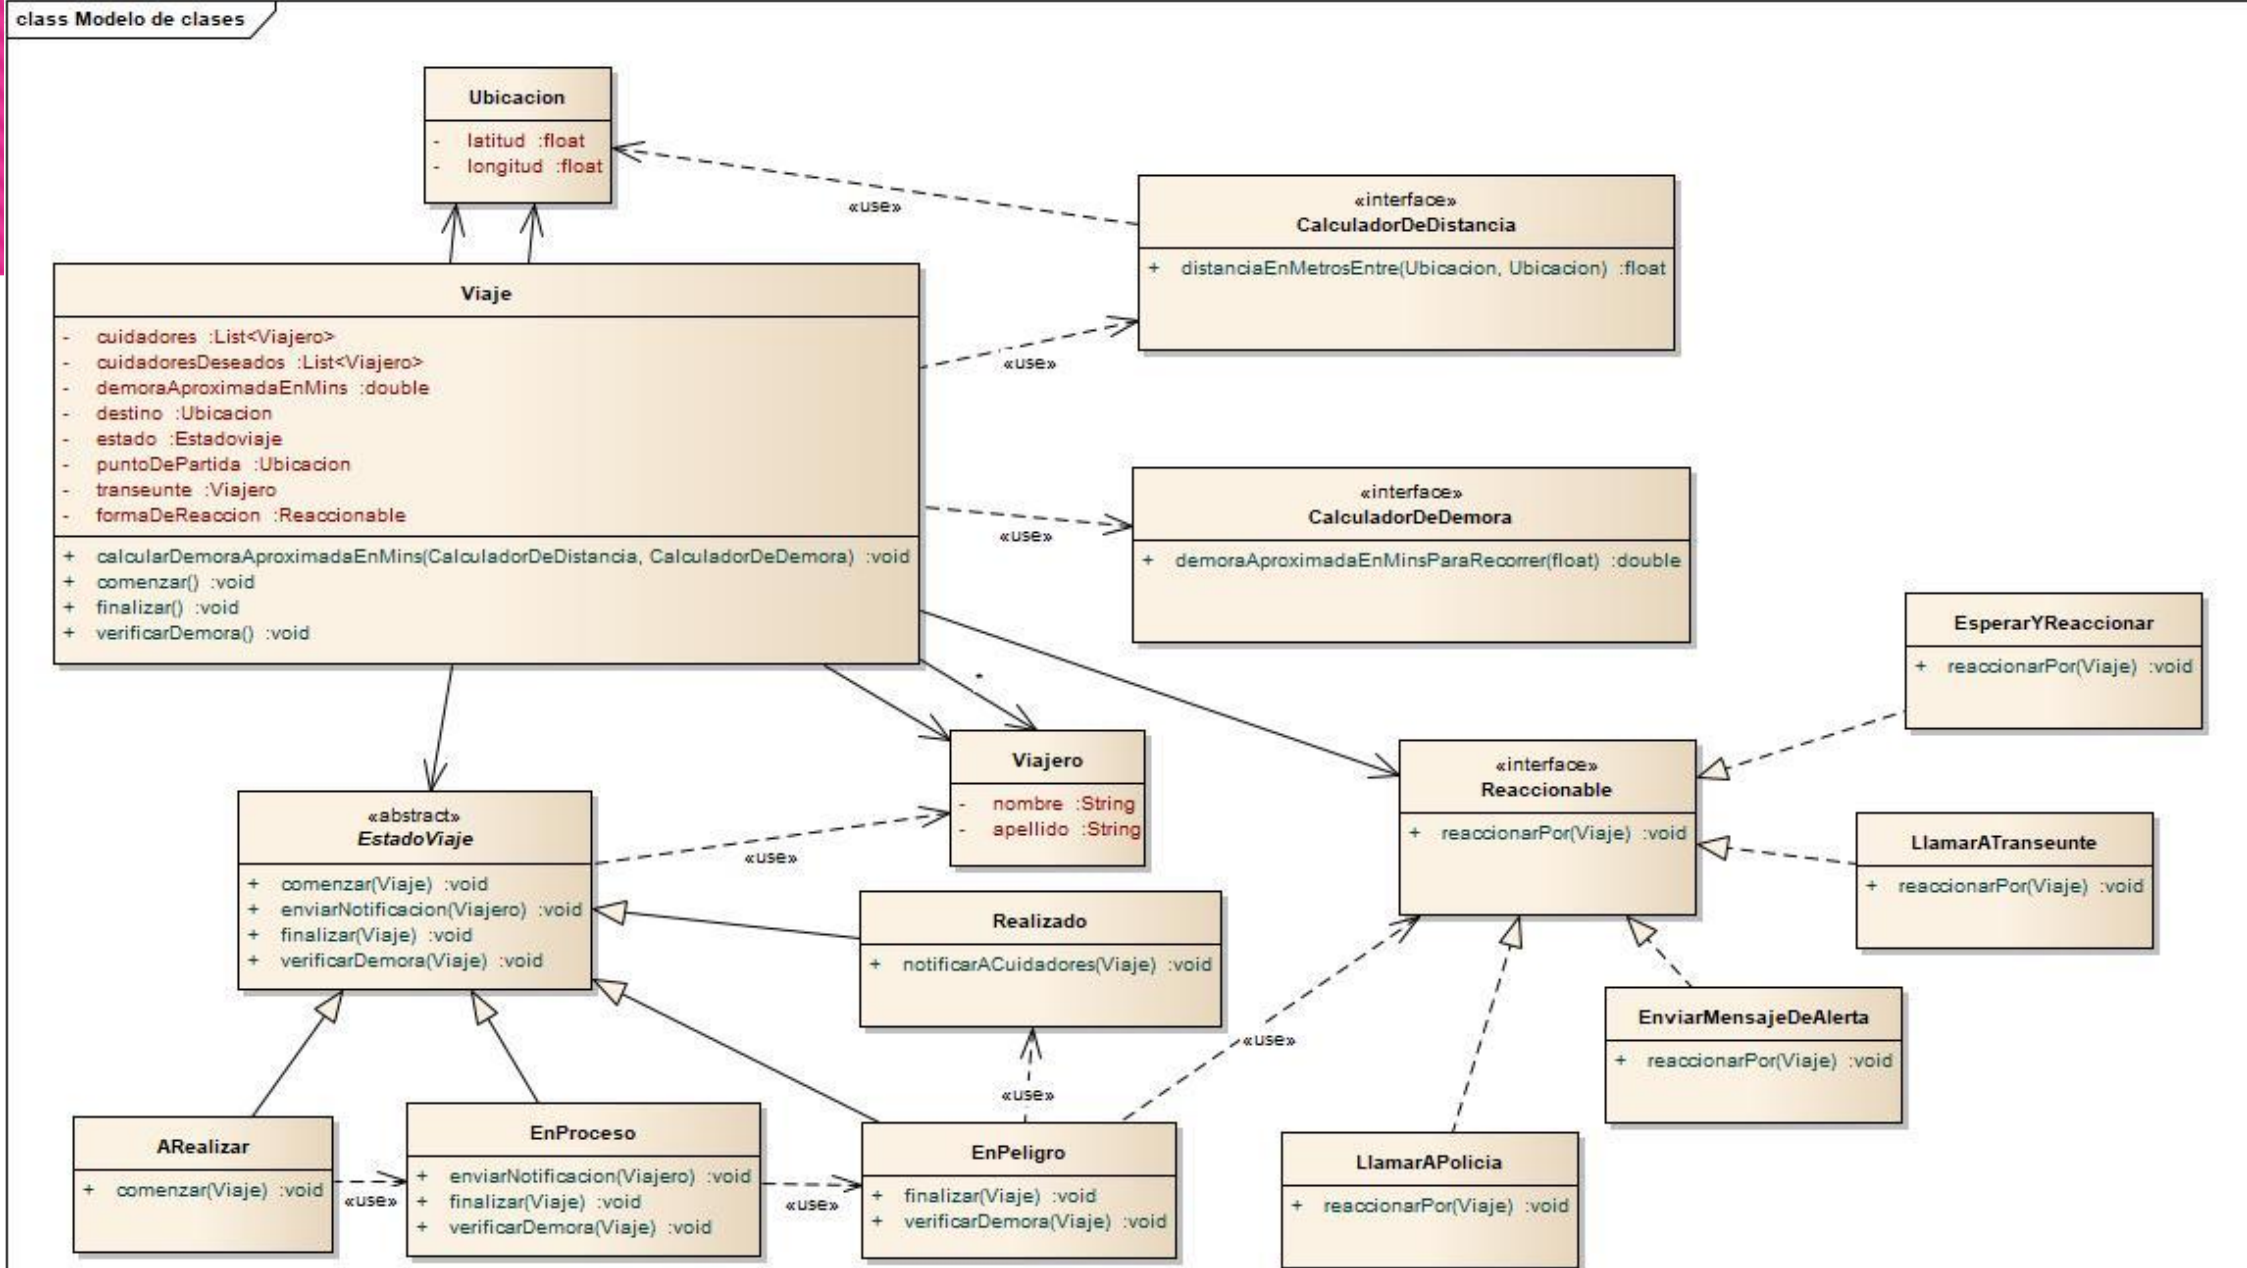 class Modelo de clases
Ubicacion
- latitud :float
- longitud :float
«use»
«interface»
CalculadorDeDistancia
+ distanciaEnMetrosEntre(Ubicacion, Ubicacion) :float
Viaje
- cuidadores :List<Viajero>
- cuidadoresDeseados :List<Viajero>
- demoraAproximadaEnMins :double
- destino :Ubicacion
- estado :Estadoviaje
- puntoDePartida :Ubicacion
- transeunte :Viajero
- formaDeReaccion :Reaccionable
+ calcularDemoraAproximadaEnMins(CalculadorDeDistancia, CalculadorDeDemora) :void
+ comenzar() :void
+ finalizar() :void
+ verificarDemora() :void
«use»
«interface»
CalculadorDeDemora
+ demoraAproximadaEnMinsParaRecorrer(float) :double
«use»
*
EsperarYReaccionar
+ reaccionarPor(Viaje) :void
Viajero
- nombre :String
- apellido :String
«interface»
Reaccionable
+ reaccionarPor(Viaje) :void
«abstract»
EstadoViaje
+ comenzar(Viaje) :void
+ enviarNotificacion(Viajero) :void
+ finalizar(Viaje) :void
+ verificarDemora(Viaje) :void
«use»
LlamarATranseunte
+ reaccionarPor(Viaje) :void
Realizado
+ notificarACuidadores(Viaje) :void
EnviarMensajeDeAlerta
+ reaccionarPor(Viaje) :void
«use»
«use»
ARealizar
+ comenzar(Viaje) :void
«use»
EnProceso
+ enviarNotificacion(Viajero) :void
+ finalizar(Viaje) :void
+ verificarDemora(Viaje) :void
«use»
EnPeligro
+ finalizar(Viaje) :void
+ verificarDemora(Viaje) :void
LlamarAPolicia
+ reaccionarPor(Viaje) :void